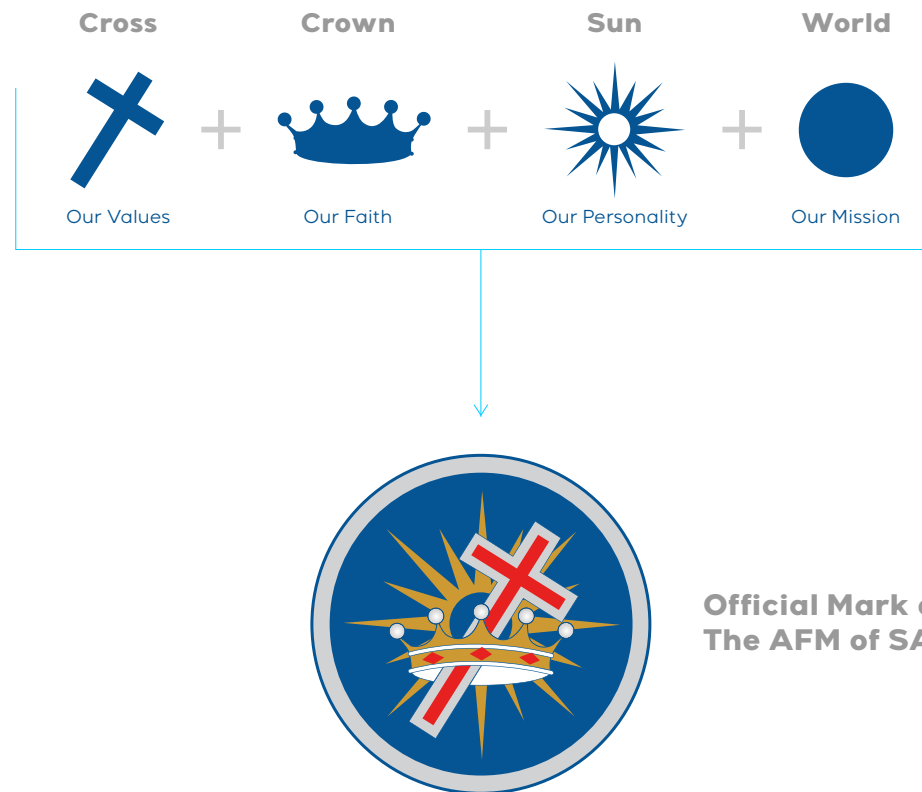 Cross Crown Sun World
+ + +
Our Values Our Faith Our Personality Our Mission
Official Mark
The AFM of SA